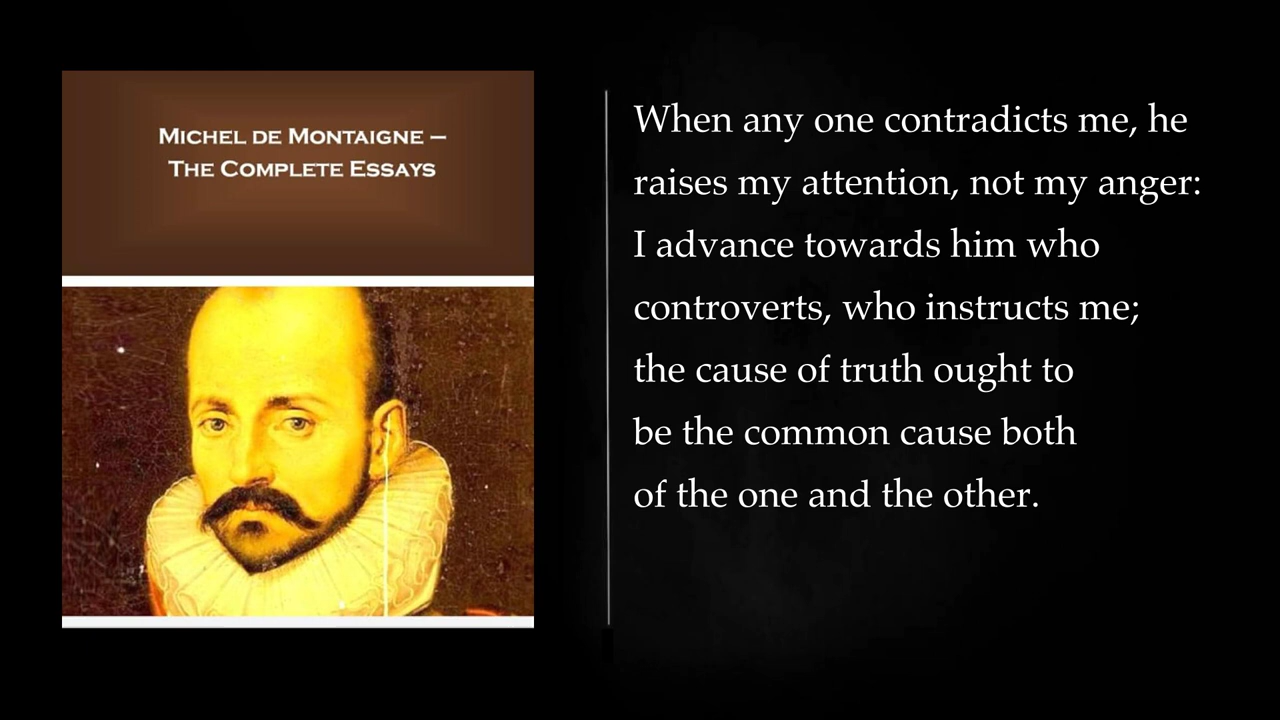 MICHEL DE MONTAIGNE –
THE COMPLETE ESSAYS
When any one contradicts me, he
raises my attention, not my anger:
I advance towards him who
controverts, who instructs me;
the cause of truth ought to
be the common cause both
of the one and the other.